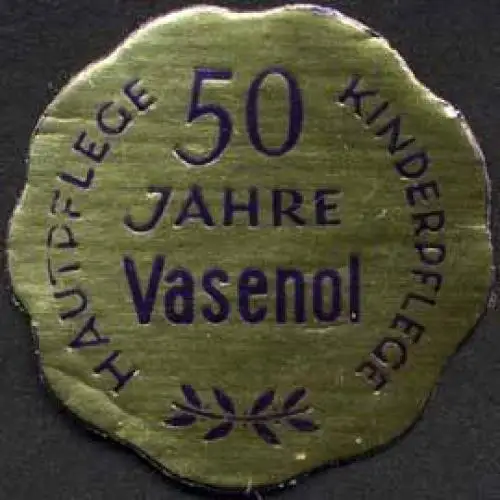 HAUTPFLEGE
50
JAHRE
Vasenol
KINDERPFLEGE